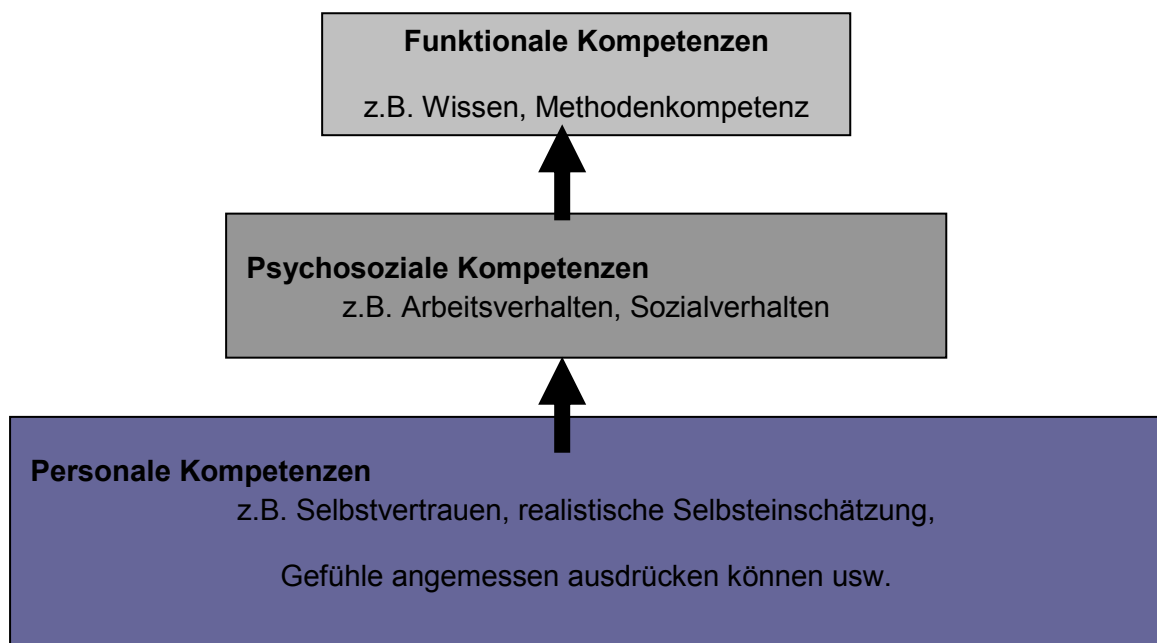 Funktionale Kompetenzen
z.B. Wissen, Methodenkompetenz
Psychosoziale Kompetenzen
z.B. Arbeitsverhalten, Sozialverhalten
Personale Kompetenzen
z.B. Selbstvertrauen, realistische Selbsteinschätzung,
Gefühle angemessen ausdrücken können usw.